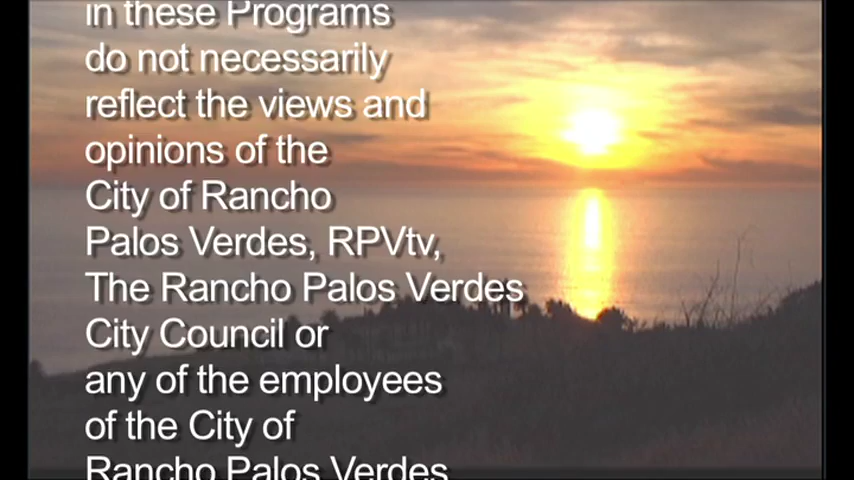 in these Programs
do not necessarily
reflect the views and
opinions of the
City of Rancho
Palos Verdes, RPVtv,
The Rancho Palos Verdes
City Council or
any of the employees
of the City of
Rancho Palos Verdes